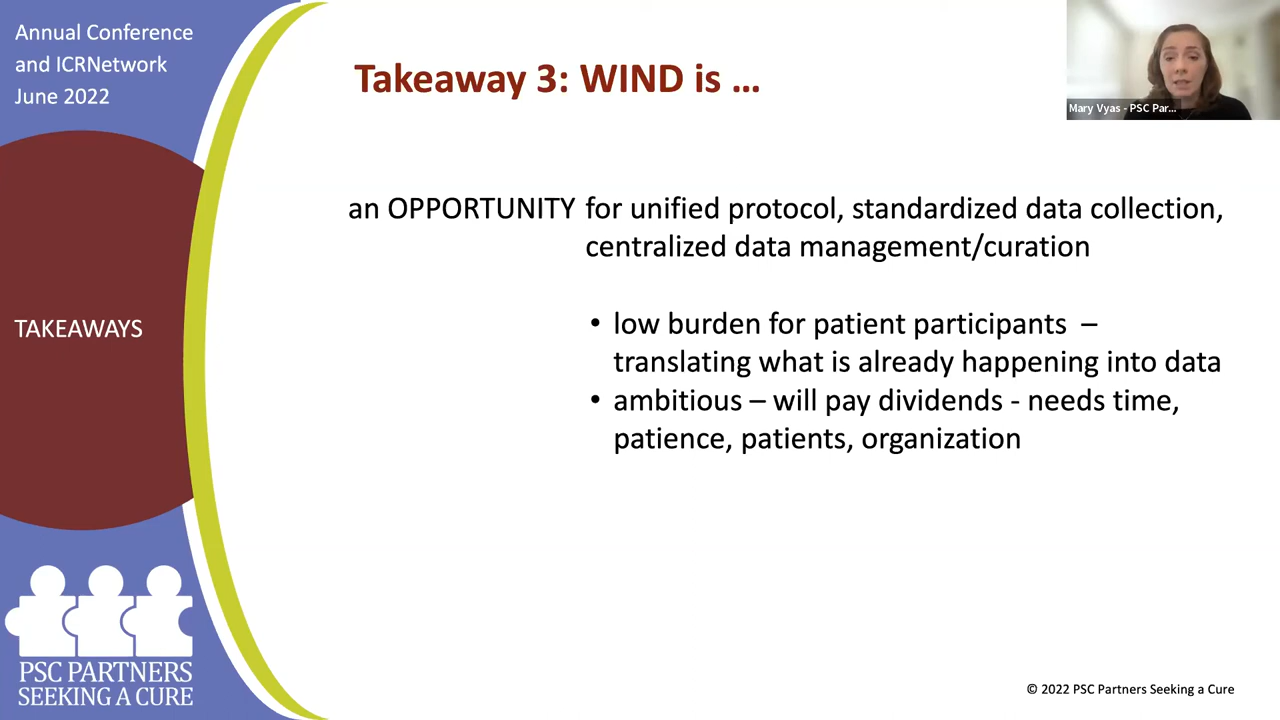 Annual Conference
and ICRNetwork
June 2022
Takeaway 3: WIND is ...
Mary Vyas - PSC Par...
an OPPORTUNITY for unified protocol, standardized data collection,
centralized data management/curation
TAKEAWAYS
• low burden for patient participants –
translating what is already happening into data
• ambitious – will pay dividends - needs time,
patience, patients, organization
PSC PARTNERS
SEEKING A CURE
© 2022 PSC Partners Seeking a Cure